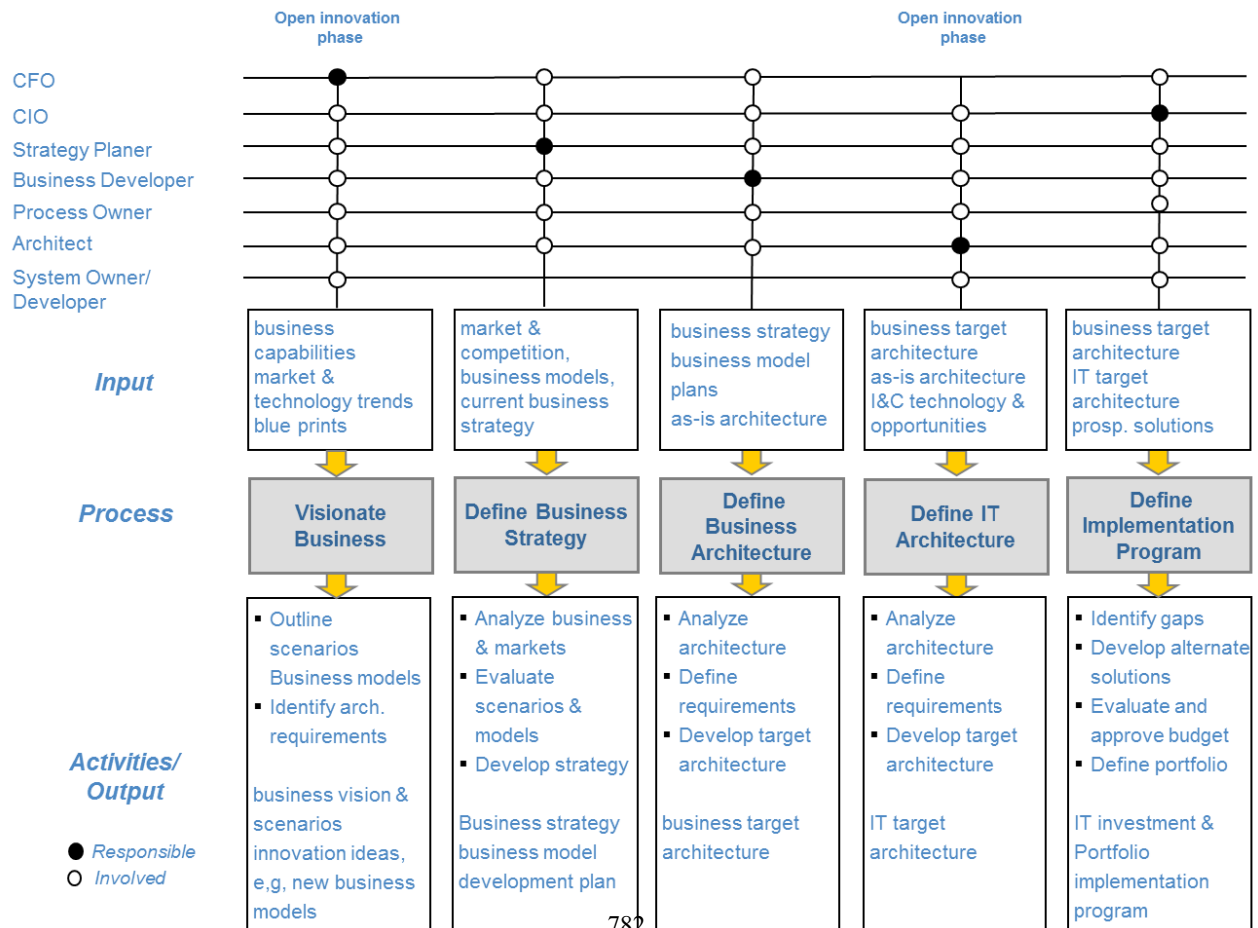 Open innovation
phase
Open innovation
phase
CFO
CIO
Strategy Planer
Business Developer
Process Owner
Architect
System Owner/
Developer
Input
business
capabilities
market &
technology trends
blue prints
market &
competition,
business models,
current business
strategy
business strategy
business model
plans
as-is architecture
business target
architecture
as-is architecture
I&C technology &
opportunities
business target
architecture
IT target
architecture
prosp. solutions
Process
Visionate
Business
Define Business
Strategy
Define
Business
Architecture
Define IT
Architecture
Define
Implementation
Program
Activities/
Output
▪ Outline
scenarios
Business models
▪ Identify arch.
requirements
business vision &
scenarios
innovation ideas,
e,g, new business
models
▪ Analyze business
& markets
▪ Evaluate
scenarios &
models
▪ Develop strategy
Business strategy
business model
development plan
▪ Analyze
architecture
▪ Define
requirements
▪ Develop target
architecture
business target
architecture
▪ Analyze
architecture
▪ Define
requirements
▪ Develop target
architecture
IT target
architecture
▪ Identify gaps
▪ Develop alternate
solutions
▪ Evaluate and
approve budget
▪ Define portfolio
IT investment &
Portfolio
implementation
program
Responsible
Involved
782